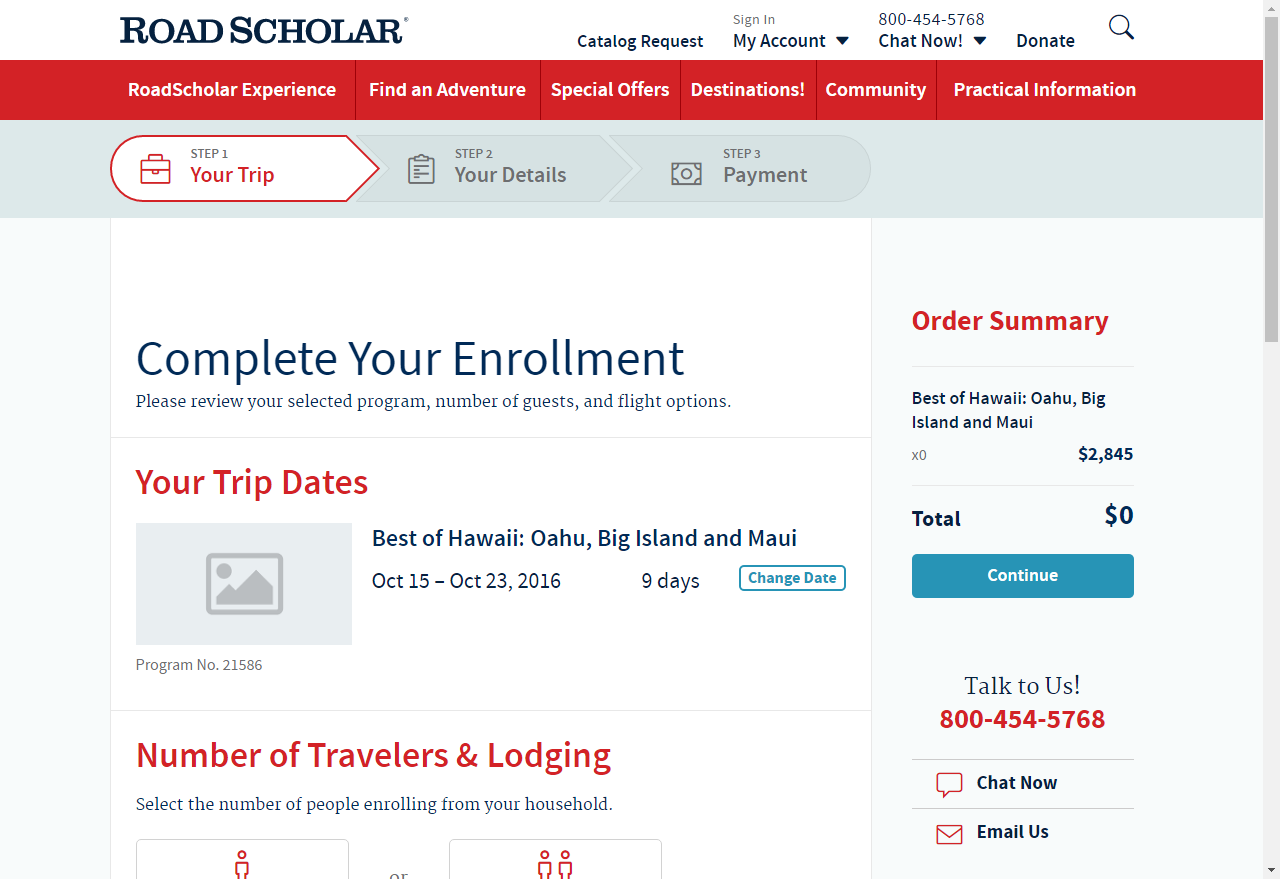 ROAD SCHOLAR®
Sign In
800-454-5768
Catalog Request
My Account
Chat Now!
Donate
RoadScholar Experience
Find an Adventure
Special Offers
Destinations!
Community
Practical Information
STEP 1
Your Trip
STEP 2
Your Details
STEP 3
Payment
Complete Your Enrollment
Please review your selected program, number of guests, and flight options.
Your Trip Dates
Best of Hawaii: Oahu, Big Island and Maui
Oct 15 – Oct 23, 2016
9 days
Change Date
Program No. 21586
Number of Travelers & Lodging
Select the number of people enrolling from your household.
or
Order Summary
Best of Hawaii: Oahu, Big
Island and Maui
x0
$2,845
Total
$0
Continue
Talk to Us!
800-454-5768
Chat Now
Email Us